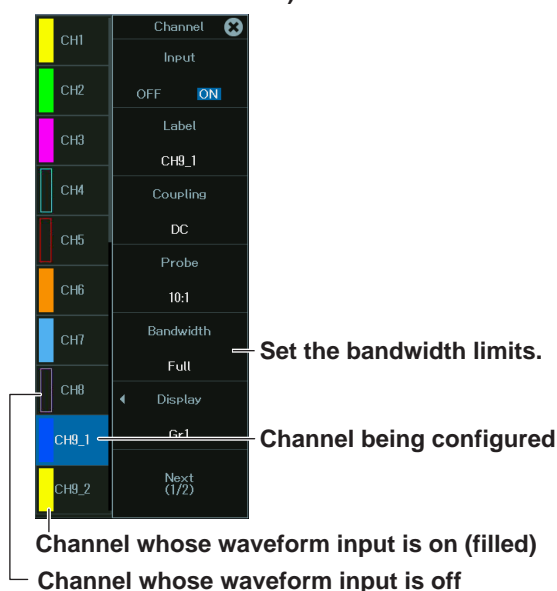 )
CH1
CH2
CH3
CH4
CH5
CH6
CH7
CH8
CH9_1
CH9_2
Channel
Input
OFF ON
Label
CH9_1
Coupling
DC
Probe
10:1
Bandwidth
Full
Display
Gr1
Next
(1/2)
Set the bandwidth limits.
Channel being configured
Channel whose waveform input is on (filled)
Channel whose waveform input is off